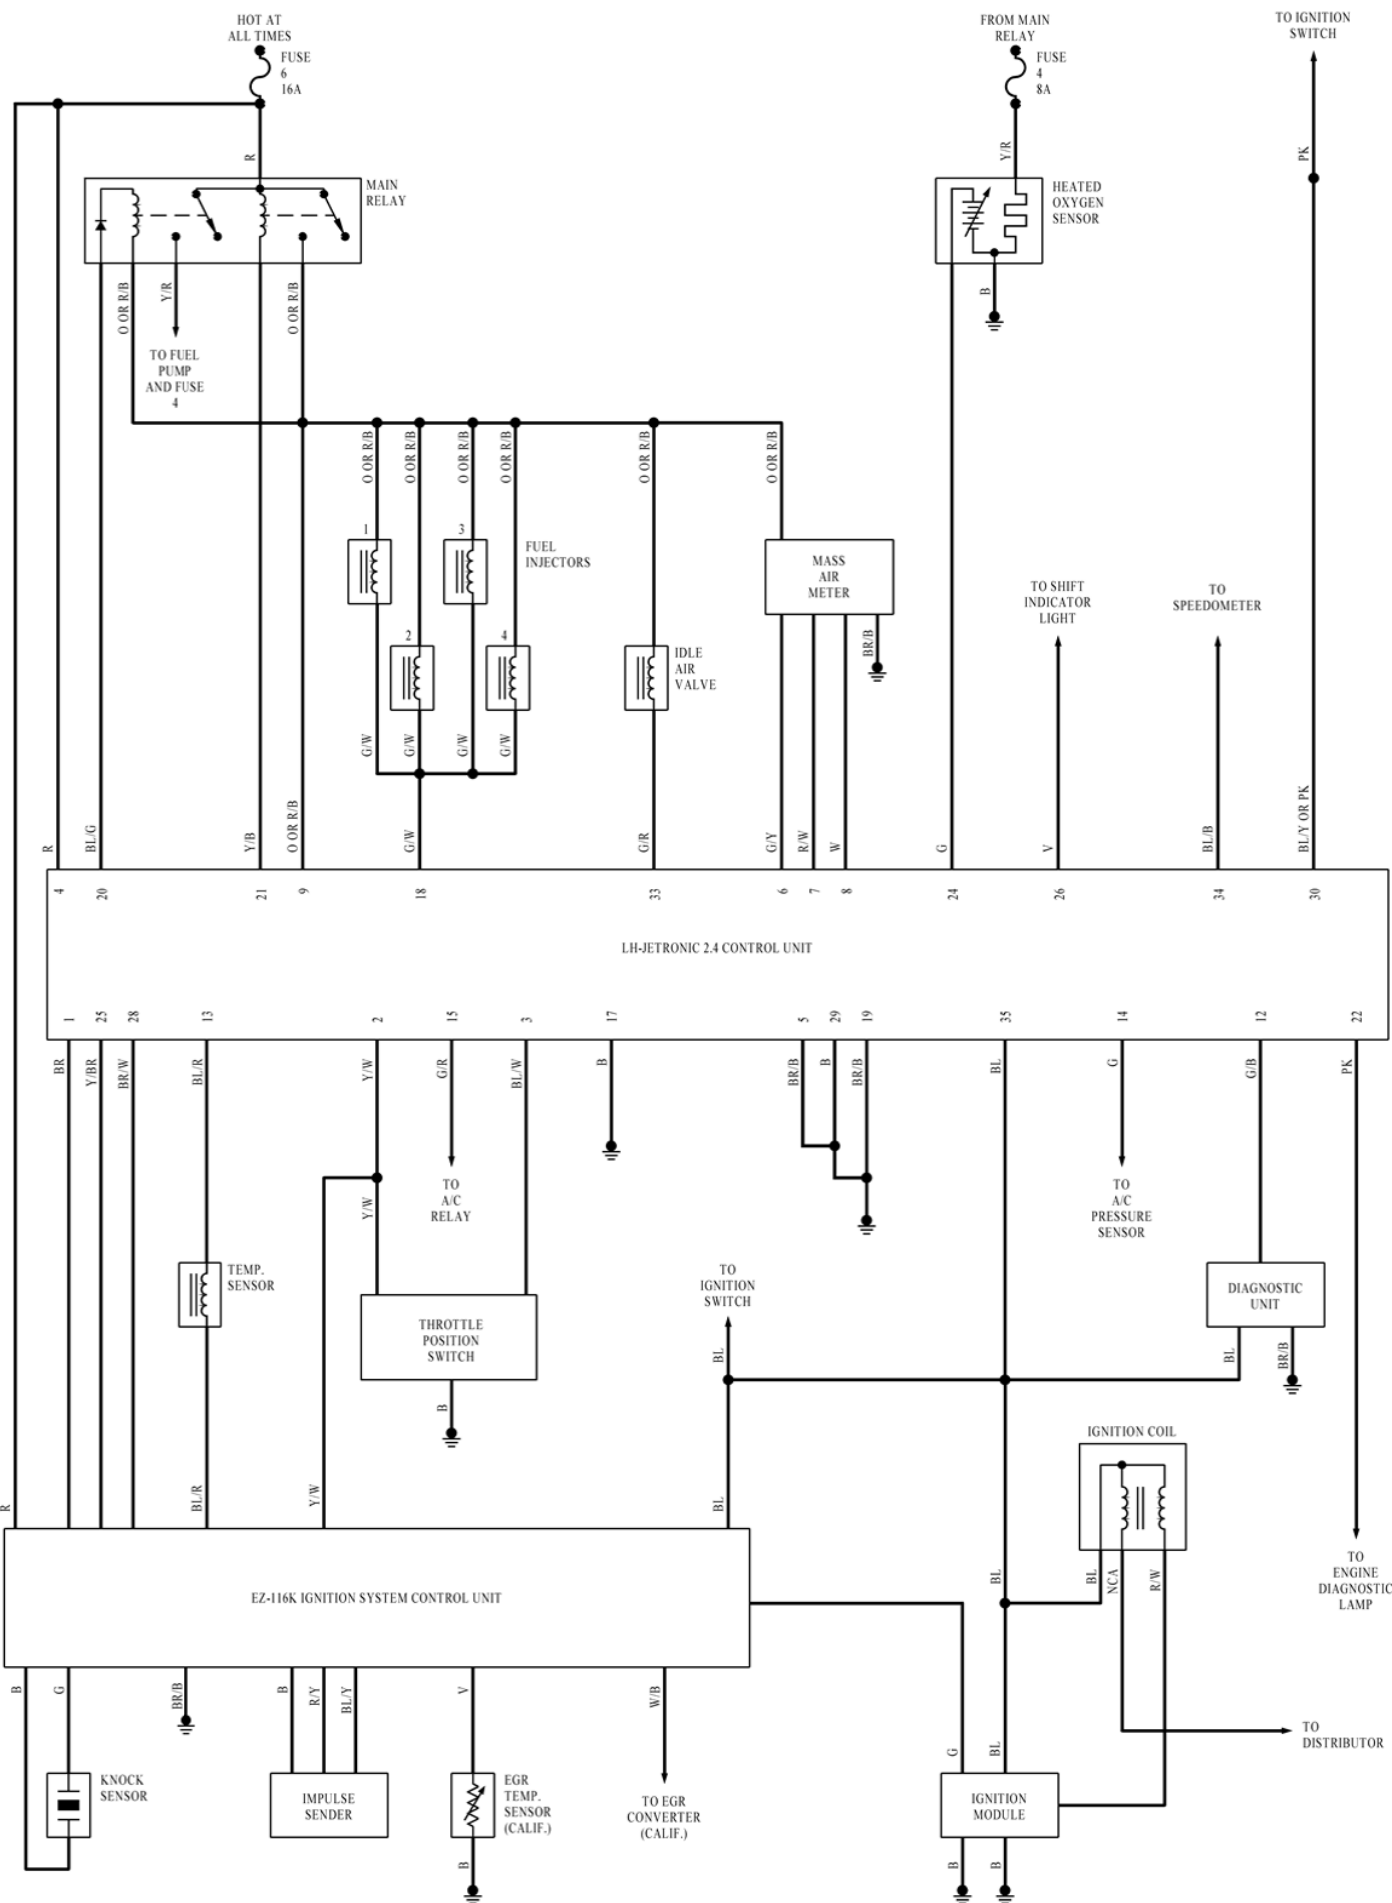 HOT AT
ALL TIMES
FUSE
6
16A
FROM MAIN
RELAY
FUSE
4
8A
TO IGNITION
SWITCH
R
Y/R
PK
MAIN
RELAY
HEATED
OXYGEN
SENSOR
O OR R/B
Y/R
O OR R/B
B
TO FUEL
PUMP
AND FUSE
4
O OR R/B
O OR R/B
O OR R/B
O OR R/B
O OR R/B
O OR R/B
1
3
FUEL
INJECTORS
2
4
IDLE
AIR
VALVE
MASS
AIR
METER
BR/B
TO SHIFT
INDICATOR
LIGHT
TO
SPEEDOMETER
G/W
G/W
G/W
G/W
R
BL/G
Y/B
O OR R/B
G/W
G/R
G/Y
R/W
W
G
V
BL/B
BL/Y OR PK
4
20
21
9
18
33
6
7
8
24
26
34
30
LH-JETRONIC 2.4 CONTROL UNIT
1
25
28
13
2
15
3
17
5
29
19
35
14
12
22
BR
Y/BR
BR/W
BL/R
Y/W
G/R
BL/W
B
BR/B
B
BR/B
BL
G
G/B
PK
Y/W
TO
A/C
RELAY
TO
A/C
PRESSURE
SENSOR
TEMP.
SENSOR
TO
IGNITION
SWITCH
DIAGNOSTIC
UNIT
THROTTLE
POSITION
SWITCH
BL
BL
BR/B
B
IGNITION COIL
R
BL/R
Y/W
BL
BL
BL
NCA
R/W
TO
ENGINE
DIAGNOSTIC
LAMP
EZ-116K IGNITION SYSTEM CONTROL UNIT
B
G
BR/B
B
R/Y
BL/Y
V
W/B
G
BL
TO
DISTRIBUTOR
KNOCK
SENSOR
IMPULSE
SENDER
EGR
TEMP.
SENSOR
(CALIF.)
TO EGR
CONVERTER
(CALIF.)
IGNITION
MODULE
B
B
B